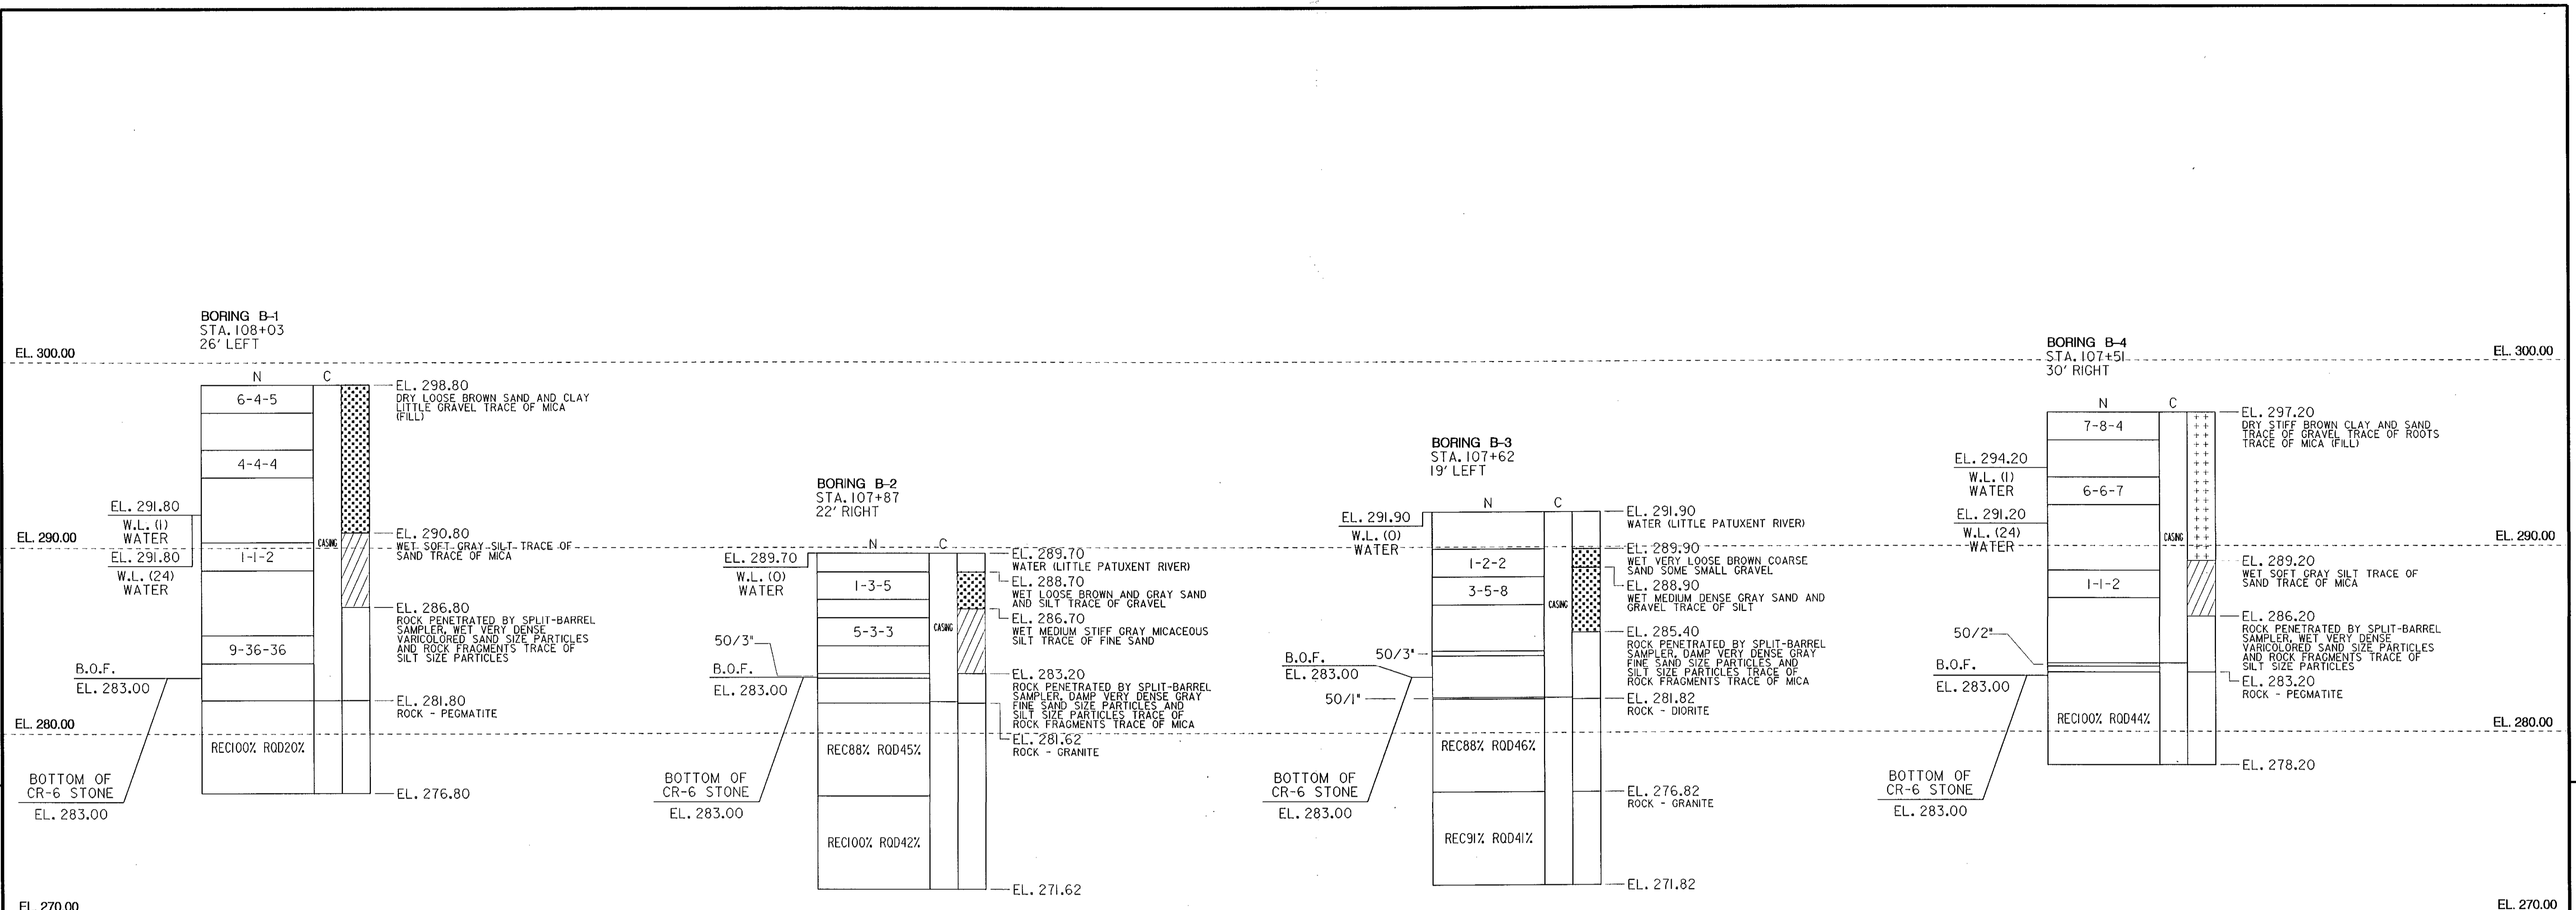 BORING B-1
STA. 108+03
26' LEFT
EL. 300.00
N C
6-4-5
4-4-4
1-1-2
9-36-36
REC100% RQD20%
CASING
EL. 291.80
W.L. (1)
WATER
EL. 290.00
EL. 291.80
W.L. (24)
WATER
B.O.F.
EL. 283.00
EL. 280.00
BOTTOM OF
CR-6 STONE
EL. 283.00
EL. 270.00
EL. 298.80
DRY LOOSE BROWN SAND AND CLAY
LITTLE GRAVEL TRACE OF MICA
(FILL)
EL. 290.80
WET SOFT GRAY SILT TRACE OF
SAND TRACE OF MICA
EL. 286.80
ROCK PENETRATED BY SPLIT-BARREL
SAMPLER, WET VERY DENSE
VARICOLORED SAND SIZE PARTICLES
AND ROCK FRAGMENTS TRACE OF
SILT SIZE PARTICLES
EL. 281.80
ROCK - PEGMATITE
EL. 276.80
BORING B-2
STA. 107+87
22' RIGHT
N C
1-3-5
5-3-3
REC88% RQD45%
REC100% RQD42%
CASING
EL. 289.70
W.L. (0)
WATER
50/3"
B.O.F.
EL. 283.00
BOTTOM OF
CR-6 STONE
EL. 283.00
EL. 289.70
WATER (LITTLE PATUXENT RIVER)
EL. 288.70
WET LOOSE BROWN AND GRAY SAND
AND SILT TRACE OF GRAVEL
EL. 286.70
WET MEDIUM STIFF GRAY MICACEOUS
SILT TRACE OF FINE SAND
EL. 283.20
ROCK PENETRATED BY SPLIT-BARREL
SAMPLER, DAMP VERY DENSE GRAY
FINE SAND SIZE PARTICLES AND
SILT SIZE PARTICLES TRACE OF
ROCK FRAGMENTS TRACE OF MICA
EL. 281.62
ROCK - GRANITE
EL. 271.62
BORING B-3
STA. 107+62
19' LEFT
N C
1-2-2
3-5-8
REC88% RQD46%
REC91% RQD41%
CASING
EL. 291.90
W.L. (0)
WATER
B.O.F.
50/3"
EL. 283.00
50/1"
BOTTOM OF
CR-6 STONE
EL. 283.00
EL. 291.90
WATER (LITTLE PATUXENT RIVER)
EL. 289.90
WET VERY LOOSE BROWN COARSE
SAND SOME SMALL GRAVEL
EL. 288.90
WET MEDIUM DENSE GRAY SAND AND
GRAVEL TRACE OF SILT
EL. 285.40
ROCK PENETRATED BY SPLIT-BARREL
SAMPLER, DAMP VERY DENSE GRAY
FINE SAND SIZE PARTICLES AND
SILT SIZE PARTICLES TRACE OF
ROCK FRAGMENTS TRACE OF MICA
EL. 281.82
ROCK - DIORITE
EL. 276.82
ROCK - GRANITE
EL. 271.82
BORING B-4
STA. 107+51
30' RIGHT
N C
7-8-4
6-6-7
1-1-2
REC100% RQD44%
CASING
EL. 294.20
W.L. (1)
WATER
EL. 291.20
W.L. (24)
WATER
50/2"
B.O.F.
EL. 283.00
BOTTOM OF
CR-6 STONE
EL. 283.00
EL. 297.20
DRY STIFF BROWN CLAY AND SAND
TRACE OF GRAVEL TRACE OF ROOTS
TRACE OF MICA (FILL)
EL. 289.20
WET SOFT GRAY SILT TRACE OF
SAND TRACE OF MICA
EL. 286.20
ROCK PENETRATED BY SPLIT-BARREL
SAMPLER, WET VERY DENSE
VARICOLORED SAND SIZE PARTICLES
AND ROCK FRAGMENTS TRACE OF
SILT SIZE PARTICLES
EL. 283.20
ROCK - PEGMATITE
EL. 278.20
EL. 300.00
EL. 290.00
EL. 280.00
EL. 270.00